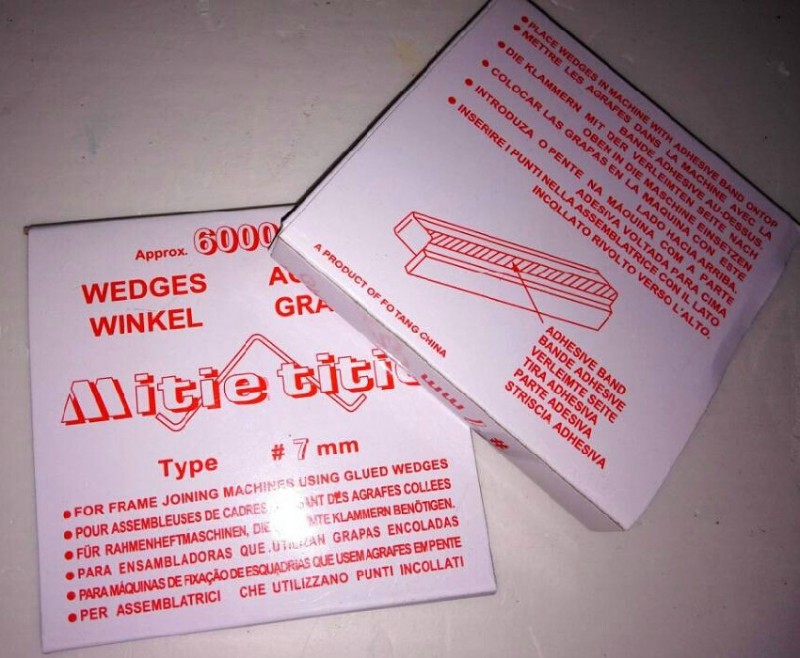 Approx. 6000
WEDGES
WINKEL
GRA
Mitie titie
Type # 7 mm
• FOR FRAME JOINING MACHINES USING GLUED WEDGES
• POUR ASSEMBLEUSES DE CADRES DES AGRAFES COLLEES
• FÜR RAHMENHEFTMASCHINEN, KLAMMERN BENÖTIGEN.
• PARA ENSAMBLADORAS QUE UTILIZAN GRAPAS ENCOLADAS
• PARA MÁQUINAS DE FIXAÇÃO DE ESQUADRIAS QUE USEM AGRAFES EM PENTE
• PER ASSEMBLATRICI CHE UTILIZZANO PUNTI INCOLLATI
• PLACE WEDGES IN MACHINE WITH ADHESIVE BAND ONTOP
• METTRE LES AGRAFES DANS LA MACHINE AVEC LA
BANDE ADHESIVE AU-DESSUS.
• DIE KLAMMERN MIT DER VERLEIMTEN SEITE NACH
OBEN IN DIE MASCHINE EINSETZEN
• COLOCAR LAS GRAPAS EN LA MAQUINA CON ESTE
LADO HACIA ARRIBA.
• INTRODUZA O PENTE NA MÁQUINA COM A PARTE
ADESIVA VOLTADA PARA CIMA
• INSERIRE I PUNTI NELLA ASSEMBLATRICE CON IL LATO
INCOLLATO RIVOLTO VERSO L'ALTO.
ADHESIVE BAND
BANDE ADHESIVE
VERLEIMTE SEITE
TIRA ADHESIVA
PARTE ADESIVA
STRISCIA ADHESIVA
A PRODUCT OF FOTANG CHINA
# 7 mm